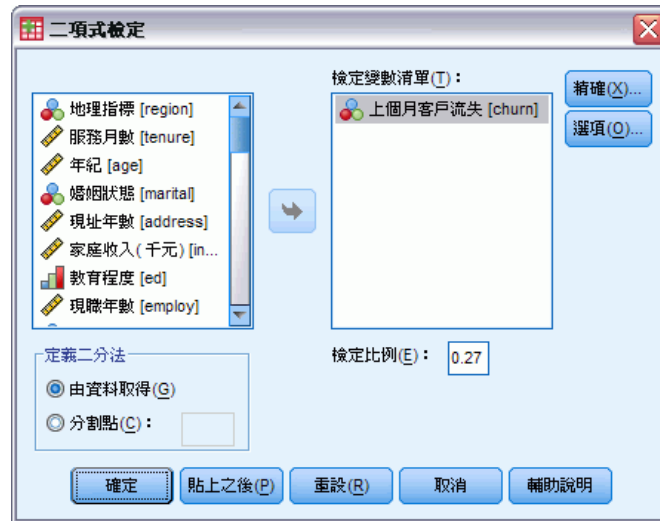 二項式檢定
檢定變數清單(T):
地理指標 [region]
服務月數 [tenure]
年紀 [age]
婚姻狀態 [marital]
現址年數 [address]
家庭收入(千元) [in...
教育程度 [ed]
現職年數 [employ]
上個月客戶流失 [churn]
精確(X)...
選項(O)...
定義二分法
由資料取得(G)
分割點(C):
檢定比例(E): 0.27
確定
貼上之後(P)
重設(R)
取消
輔助說明